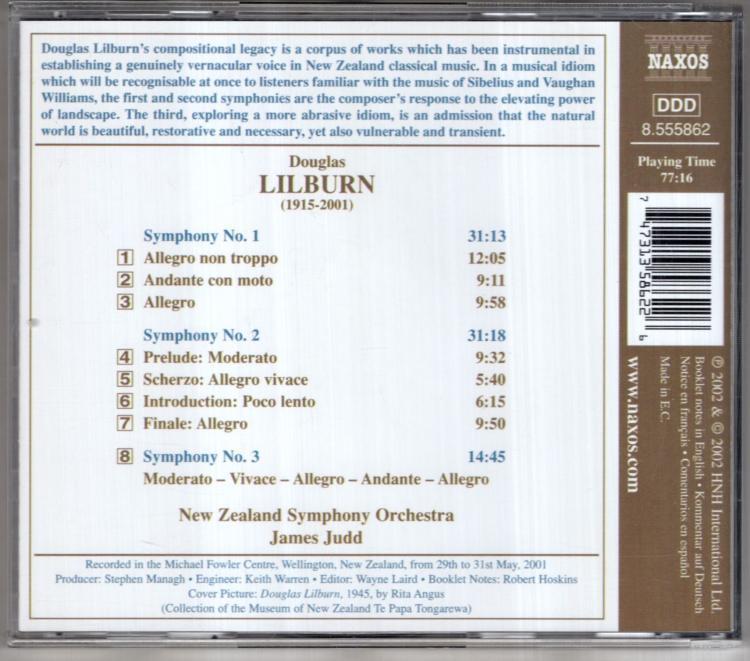 Douglas Lilburn's compositional legacy is a corpus of works which has been instrumental in
establishing a genuinely vernacular voice in New Zealand classical music. In a musical idiom
which will be recognisable at once to listeners familiar with the music of Sibelius and Vaughan
Williams, the first and second symphonies are the composer's response to the elevating power
of landscape. The third, exploring a more abrasive idiom, is an admission that the natural
world is beautiful, restorative and necessary, yet also vulnerable and transient.
Douglas
LILBURN
(1915-2001)
Symphony No. 1 31:13
1 Allegro non troppo 12:05
2 Andante con moto 9:11
3 Allegro 9:58
Symphony No. 2 31:18
4 Prelude: Moderato 9:32
5 Scherzo: Allegro vivace 5:40
6 Introduction: Poco lento 6:15
7 Finale: Allegro 9:50
8 Symphony No. 3 14:45
Moderato – Vivace – Allegro – Andante – Allegro
New Zealand Symphony Orchestra
James Judd
Recorded in the Michael Fowler Centre, Wellington, New Zealand, from 29th to 31st May, 2001
Producer: Stephen Managh • Engineer: Keith Warren • Editor: Wayne Laird • Booklet Notes: Robert Hoskins
Cover Picture: Douglas Lilburn, 1945, by Rita Angus
(Collection of the Museum of New Zealand Te Papa Tongarewa)
NAXOS
DDD
8.555862
Playing Time
77:16
7 47313 58622 6
℗ 2002 & © 2002 HNH International Ltd.
Booklet notes in English • Kommentar auf Deutsch
Notice en français • Comentarios en español
Made in E.C.
www.naxos.com